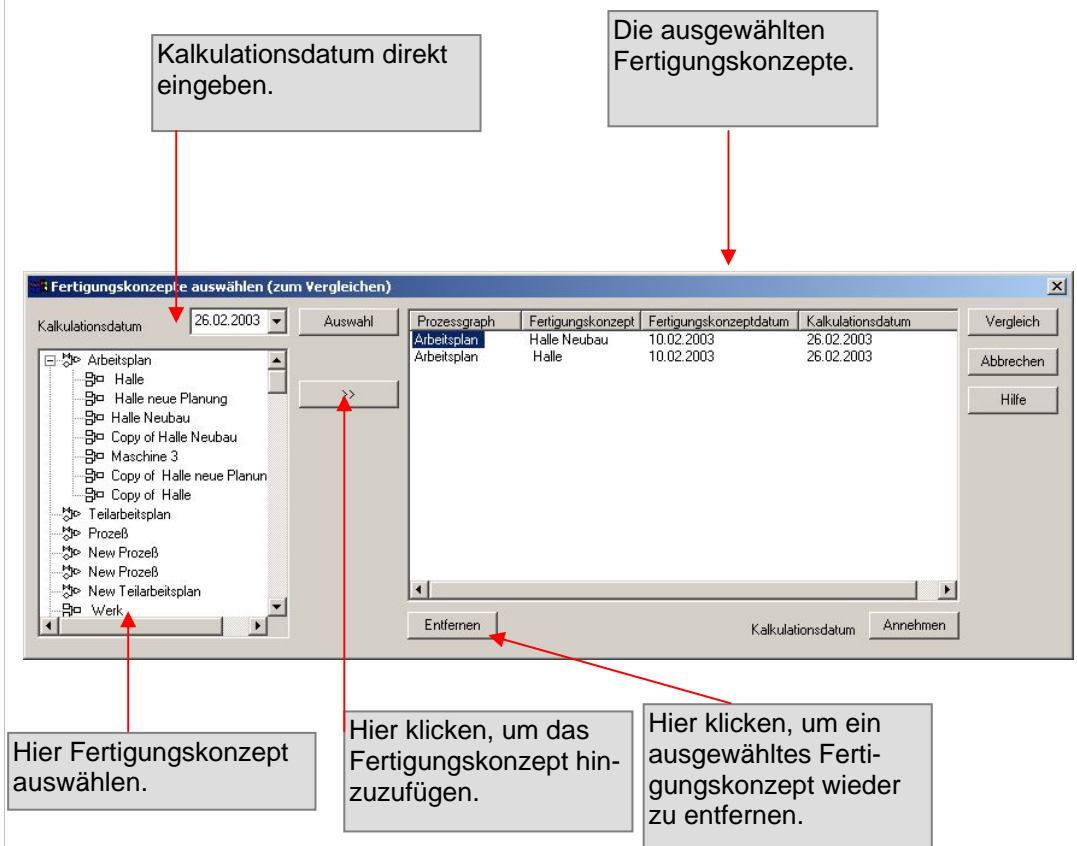 Kalkulationsdatum direkt
eingeben.
Die ausgewählten
Fertigungskonzepte.
Fertigungskonzepte auswählen (zum Vergleichen)
Kalkulationsdatum
26.02.2003
Auswahl
Arbeitsplan
Halle
Halle neue Planung
Halle Neubau
Copy of Halle Neubau
Maschine 3
Copy of Halle neue Planun
Copy of Halle
Teilarbeitsplan
Prozeß
New Prozeß
New Prozeß
New Teilarbeitsplan
Werk
>>
Prozessgraph Fertigungskonzept Fertigungskonzeptdatum Kalkulationsdatum
Arbeitsplan Halle Neubau 10.02.2003 26.02.2003
Arbeitsplan Halle 10.02.2003 26.02.2003
Vergleich
Abbrechen
Hilfe
Entfernen
Kalkulationsdatum
Annehmen
Hier Fertigungskonzept
auswählen.
Hier klicken, um das
Fertigungskonzept hin-
zuzufügen.
Hier klicken, um ein
ausgewähltes Ferti-
gungskonzept wieder
zu entfernen.